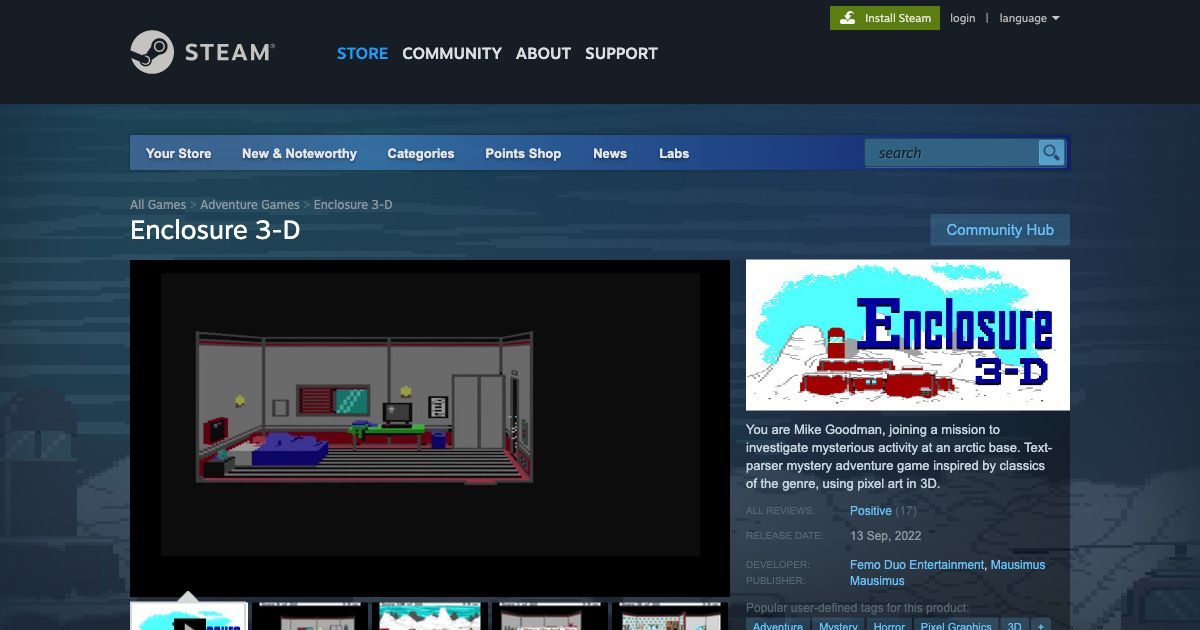 Install Steam
login | language
STEAM®
STORE COMMUNITY ABOUT SUPPORT
Your Store New & Noteworthy Categories Points Shop News Labs
search
All Games > Adventure Games > Enclosure 3-D
Enclosure 3-D
Community Hub
Enclosure
3-D
You are Mike Goodman, joining a mission to
investigate mysterious activity at an arctic base. Text-
parser mystery adventure game inspired by classics
of the genre, using pixel art in 3D.
ALL REVIEWS: Positive (17)
RELEASE DATE: 13 Sep, 2022
DEVELOPER: Femo Duo Entertainment, Mausimus
PUBLISHER: Mausimus
Popular user-defined tags for this product:
Adventure Mystery Horror Pixel Graphics 3D +